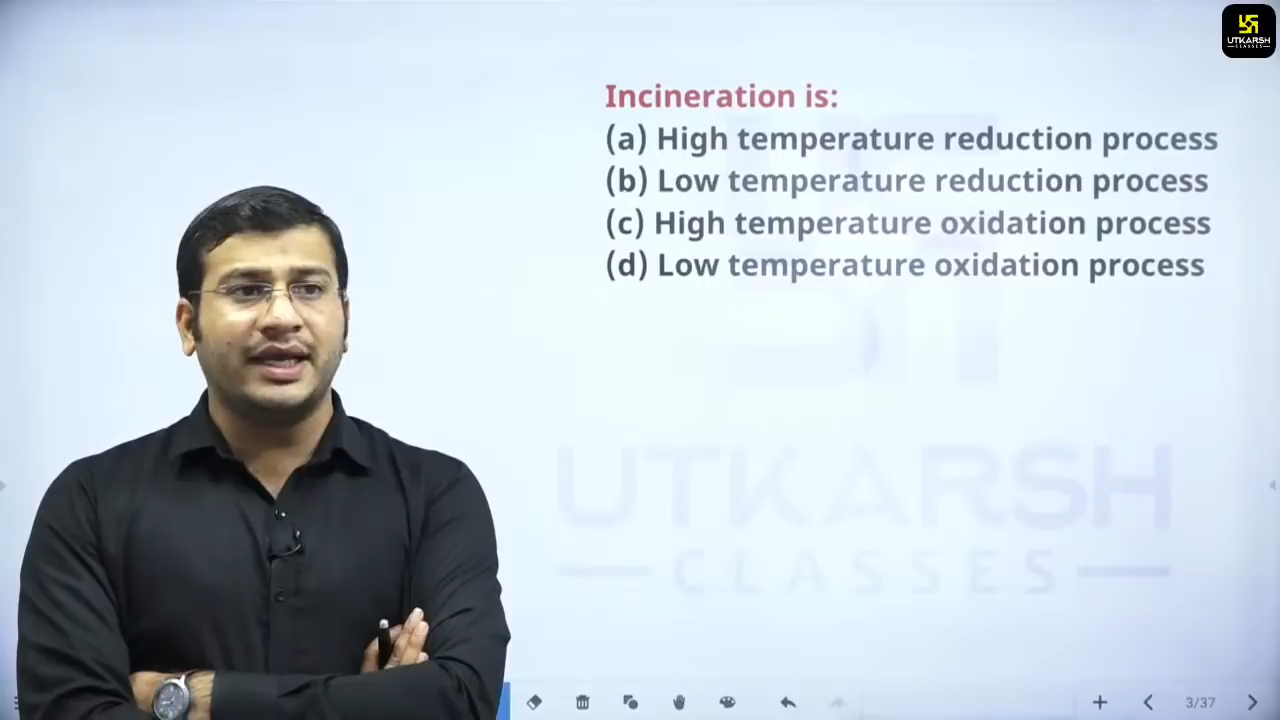 UTKARSH
CLASSES
Incineration is:
(a) High temperature reduction process
(b) Low temperature reduction process
(c) High temperature oxidation process
(d) Low temperature oxidation process
UTKARSH
CLASSES
3/37